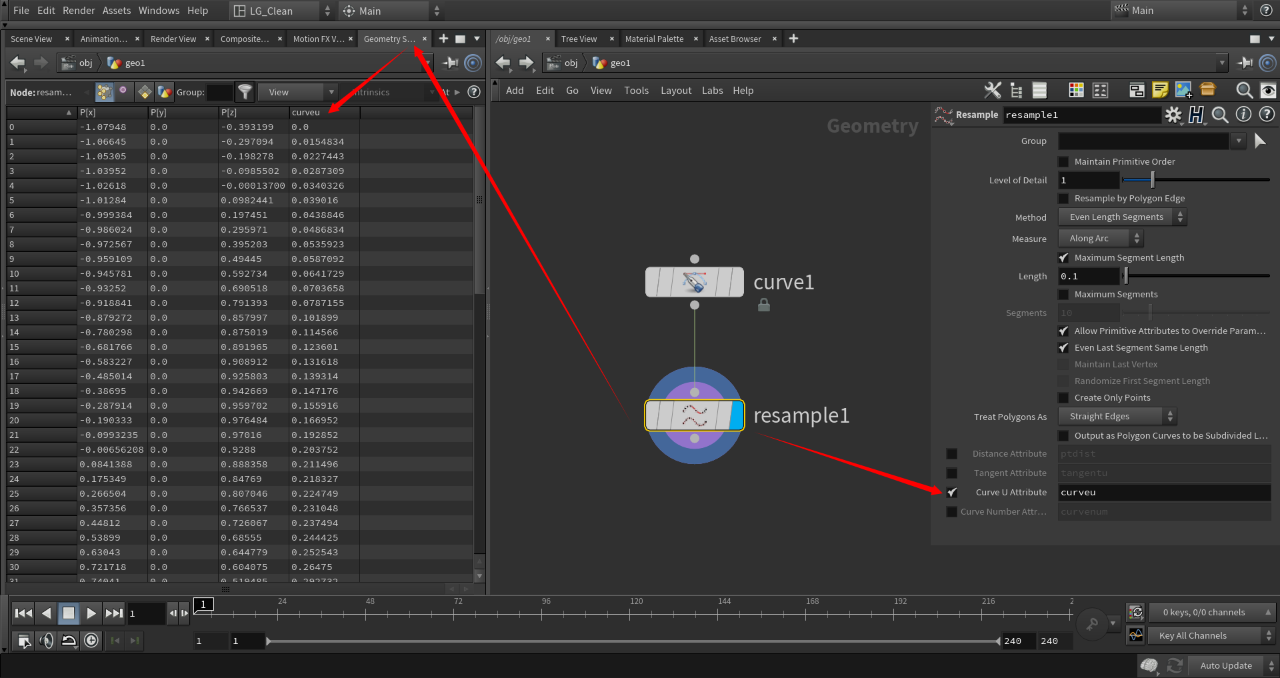 File Edit Render Assets Windows Help LG_Clean Main Main
Scene View × Animation... × Render View × Composite... × Motion FX V... × Geometry S... ×
/obj/geo1 × Tree View × Material Palette × Asset Browser ×
obj geo1
obj geo1
Node: resam... Group: View Intrinsics
Add Edit Go View Tools Layout Labs Help
P[x] P[y] P[z] curveu
0 -1.07948 0.0 -0.393199 0.0
1 -1.06645 0.0 -0.297094 0.0154834
2 -1.05305 0.0 -0.198278 0.0227443
3 -1.03952 0.0 -0.0985502 0.0287309
4 -1.02618 0.0 -0.00013700 0.0340326
5 -1.01284 0.0 0.0982441 0.039016
6 -0.999384 0.0 0.197451 0.0438846
7 -0.986024 0.0 0.295971 0.0486834
8 -0.972567 0.0 0.395203 0.0535923
9 -0.959109 0.0 0.49445 0.0587092
10 -0.945781 0.0 0.592734 0.0641729
11 -0.93252 0.0 0.690518 0.0703658
12 -0.918841 0.0 0.791393 0.0787155
13 -0.879272 0.0 0.857997 0.101899
14 -0.780298 0.0 0.875019 0.114566
15 -0.681766 0.0 0.891965 0.123601
16 -0.583227 0.0 0.908912 0.131618
17 -0.485014 0.0 0.925803 0.139314
18 -0.38695 0.0 0.942669 0.147176
19 -0.287914 0.0 0.959702 0.155916
20 -0.190333 0.0 0.976484 0.166952
21 -0.0993235 0.0 0.97016 0.192852
22 -0.00656208 0.0 0.9288 0.203752
23 0.0841388 0.0 0.888358 0.211496
24 0.175349 0.0 0.84769 0.218327
25 0.266504 0.0 0.807046 0.224749
26 0.357356 0.0 0.766537 0.231048
27 0.44812 0.0 0.726067 0.237494
28 0.53899 0.0 0.68555 0.244425
29 0.63043 0.0 0.644779 0.252543
30 0.721718 0.0 0.604075 0.26475
Geometry
curve1
resample1
Resample resample1
Group
Maintain Primitive Order
Level of Detail 1
Resample by Polygon Edge
Method Even Length Segments
Measure Along Arc
Maximum Segment Length
Length 0.1
Maximum Segments
Segments 10
Allow Primitive Attributes to Override Param...
Even Last Segment Same Length
Maintain Last Vertex
Randomize First Segment Length
Create Only Points
Treat Polygons As Straight Edges
Output as Polygon Curves to be Subdivided L...
Distance Attribute ptdist
Tangent Attribute tangentu
Curve U Attribute curveu
Curve Number Attr... curvenum
1 1 24 48 72 96 120 144 168 192 216 2
0 keys, 0/0 channels
1 1 240 240 Key All Channels
Auto Update